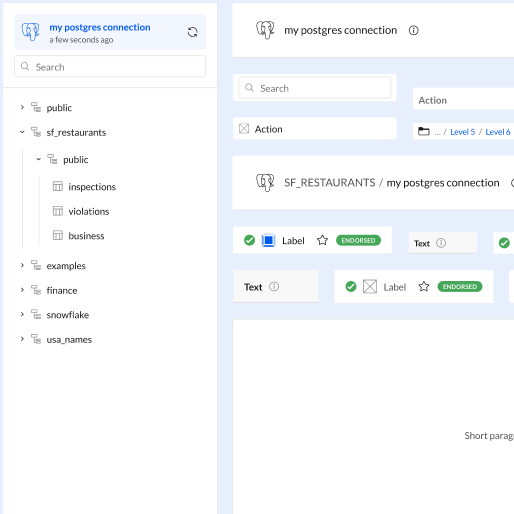 my postgres connection
a few seconds ago
Search
public
sf_restaurants
public
inspections
violations
business
examples
finance
snowflake
usa_names
my postgres connection
Search
Action
Action
... / Level 5 / Level 6
SF_RESTAURANTS / my postgres connection
Label ENDORSED
Text
Text
Label ENDORSED
Short